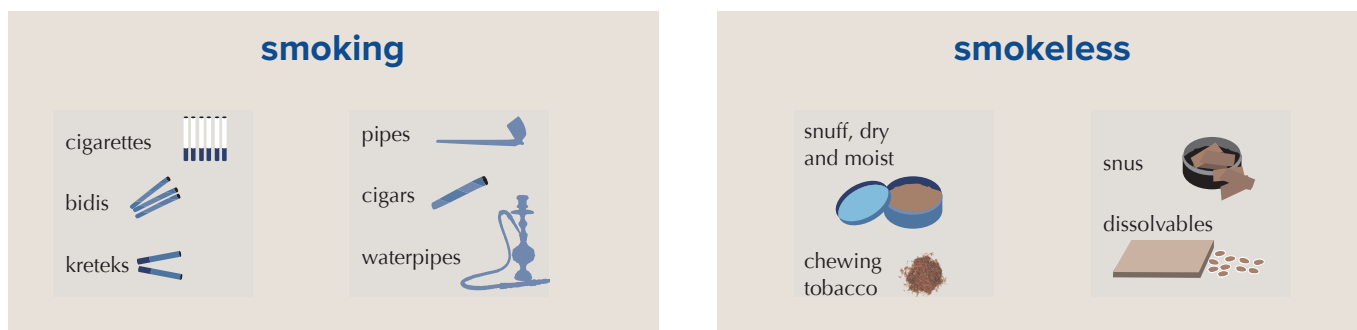 smoking
cigarettes
bidis
kreteks
pipes
cigars
waterpipes
smokeless
snuff, dry
and moist
chewing
tobacco
snus
dissolvables